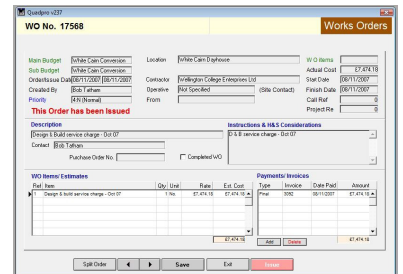 Quadpro v237
WO No. 17568 Works Orders
Main Budget White Cairn Conversion Location White Cairn Dayhouse W O Items
Sub Budget White Cairn Conversion Actual Cost £7,474.18
Order/Issue Dat 08/11/2007 08/11/2007 Contractor Wellington College Enterprises Ltd Start Date 08/11/2007
Created By Bob Tatham Operative Not Specified (Site Contact) Finish Date 08/11/2007
Priority 4:N (Normal) From Call Ref 0
This Order has been Issued Project Re 0
Description Instructions & H&S Considerations
Design & Build service charge - Oct 07 D & B service charge - Oct 07
Contact Bob Tatham
Purchase Order No. Completed WO
WO Items/ Estimates Payments/ Invoices
Ref Item Qty Unit Rate Est. Cost Type Invoice Date Paid Amount
1 Design & build service charge - Oct 07 1 No. £7,474.18 £7,474.18 Final 3092 08/11/2007 £7,474.18
£7,474.18 Add Delete £7,474.18
Split Order Save Exit Issue